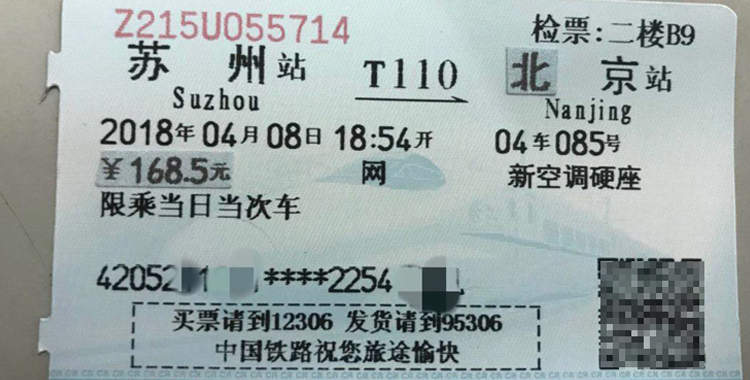 Z215U055714 检票:二楼B9
苏州站 T110 北京站
Suzhou Nanjing
2018年04月08日 18:54开 04车085号
￥168.5元 网 新空调硬座
限乘当日当次车
42052 1 ****2254
买票请到12306 发货请到95306
中国铁路祝您旅途愉快